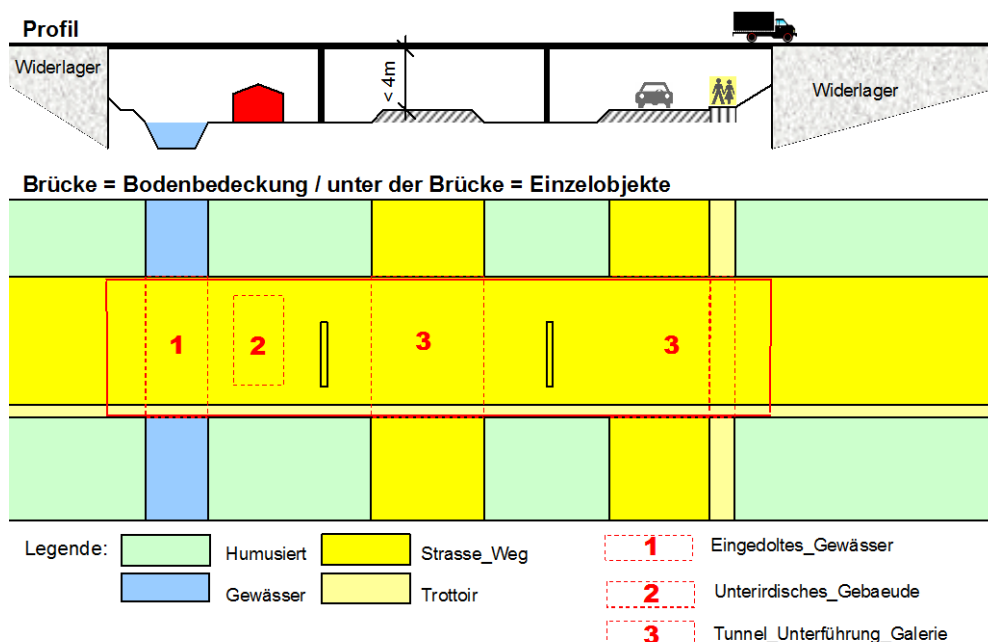 Profil
Widerlager
< 4m
Widerlager
Brücke = Bodenbedeckung / unter der Brücke = Einzelobjekte
1
2
3
3
Legende:
Humusiert
Strasse_Weg
1
Eingedoltes_Gewässer
Gewässer
Trottoir
2
Unterirdisches_Gebaeude
3
Tunnel_Unterführung_Galerie